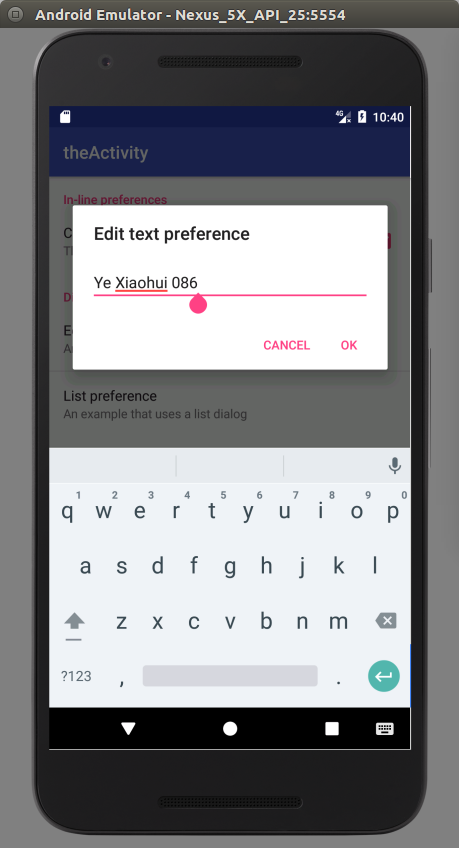 Android Emulator - Nexus_5X_API_25:5554
4G 10:40
theActivity
In-line preferences
Edit text preference
Ye Xiaohui 086
CANCEL OK
List preference
An example that uses a list dialog
1 2 3 4 5 6 7 8 9 0
q w e r t y u i o p
a s d f g h j k l
z x c v b n m
?123 , .